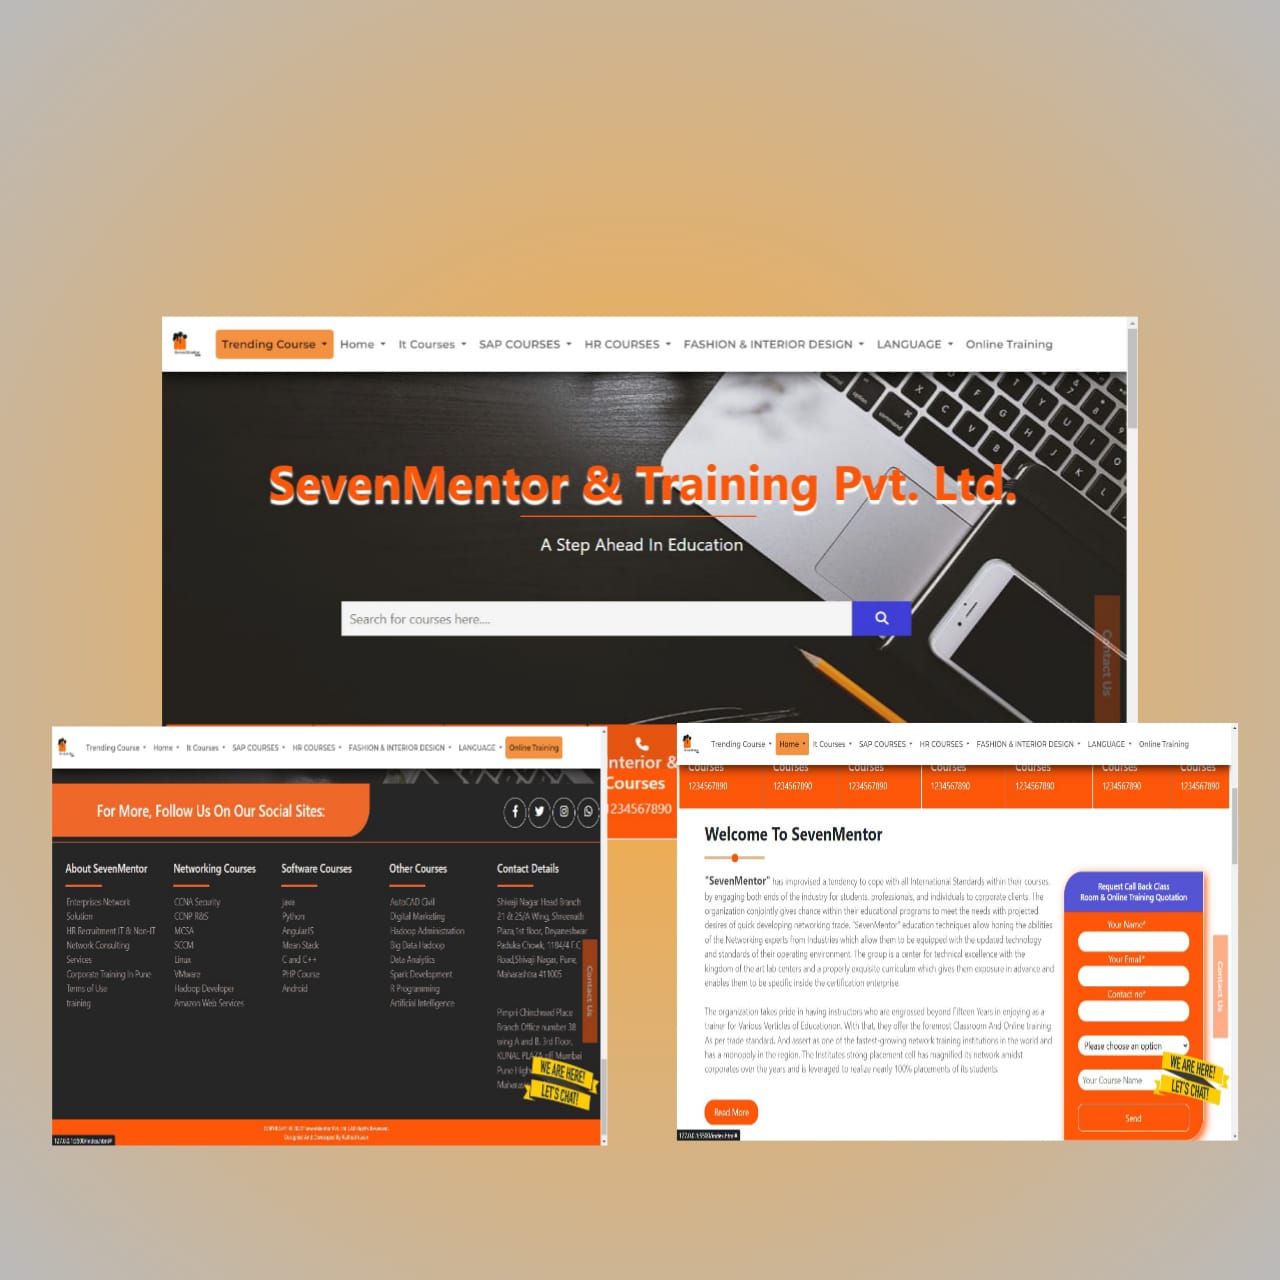 Trending Course Home It Courses SAP COURSES HR COURSES FASHION & INTERIOR DESIGN LANGUAGE Online Training
SevenMentor & Training Pvt. Ltd.
A Step Ahead In Education
Search for courses here....
Contact Us
nterior &
Courses
1234567890
Trending Course Home It Courses SAP COURSES HR COURSES FASHION & INTERIOR DESIGN LANGUAGE Online Training
For More, Follow Us On Our Social Sites:
About SevenMentor
Enterprises Network
Solution
HR Recruitment IT & Non-IT
Network Consulting
Services
Corporate Training In Pune
Terms of Use
training
Networking Courses
CCNA Security
CCNP R&S
MCSA
SCCM
Linux
VMware
Hadoop Developer
Amazon Web Services
Software Courses
java
Python
AngularJS
Mean Stack
C and C++
PHP Course
Android
Other Courses
AutoCAD Civil
Digital Marketing
Hadoop Administration
Big Data Hadoop
Data Analytics
Spark Development
R Programming
Artificial Intelligence
Contact Details
Shivaji Nagar Head Branch
21 & 25/A Wing, Shreenath
Plaza,1st floor, Dnyaneshwar
Paduka Chowk, 1184/4 F.C
Road,Shivaji Nagar, Pune,
Maharashtra 411005
Pimpri-Chinchwad Place
Branch Office number 38
wing A and B, 3rd Floor,
KUNAL PLAZA off Mumbai
Pune High
Maharas
Contact Us
WE ARE HERE!
LET'S CHAT!
127.0.0.1:5500/index.html#
Trending Course Home It Courses SAP COURSES HR COURSES FASHION & INTERIOR DESIGN LANGUAGE Online Training
Courses Courses Courses Courses Courses Courses Courses
1234567890 1234567890 1234567890 1234567890 1234567890 1234567890 1234567890
Welcome To SevenMentor
"SevenMentor" has improvised a tendency to cope with all International Standards within their courses,
by engaging both ends of the industry for students, professionals, and individuals to corporate clients. The
organization conjointly gives chance within their educational programs to meet the needs with projected
desires of quick developing networking trade. "SevenMentor" education techniques allow honing the abilities
of the Networking experts from Industries which allow them to be equipped with the updated technology
and standards of their operating environment. The group is a center for technical excellence with the
kingdom of the art lab centers and a properly exquisite curriculum which gives them exposure in advance and
enables them to be specific inside the certification enterprise
The organization takes pride in having instructors who are engrossed beyond Fifteen Years in enjoying as a
trainer for Various Verticles of Educationon. With that, they offer the foremost Classroom And Online training
As per trade standard. And assert as one of the fastest-growing network training institutions in the world and
has a monopoly in the region. The Institutes strong placement cell has magnified its network amidst
corporates over the years and is leveraged to realize nearly 100% placements of its students.
Read More
Request Call Back Class
Room & Online Training Quotation
Your Name*
Your Email*
Contact no*
Please choose an option
Your Course Name
Send
Contact Us
WE ARE HERE!
LET'S CHAT!
127.0.0.1:5500/index.html#